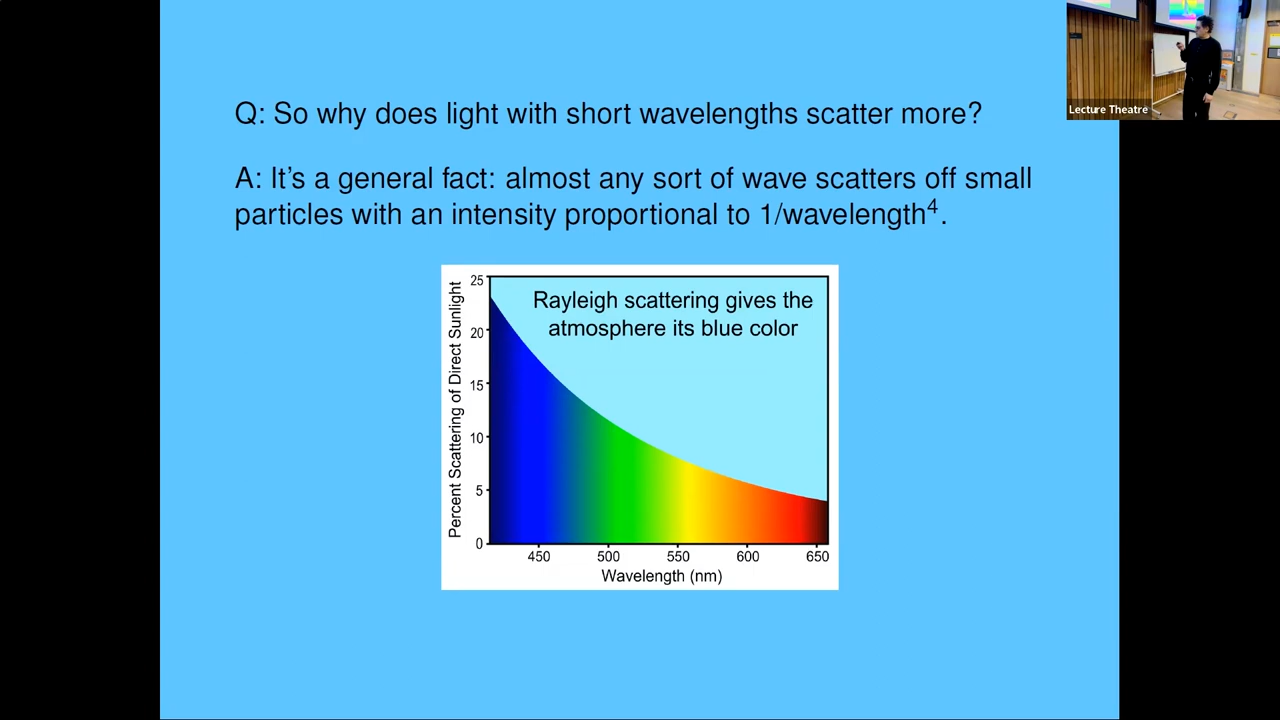 Q: So why does light with short wavelengths scatter more?
A: It's a general fact: almost any sort of wave scatters off small
particles with an intensity proportional to 1/wavelength⁴.
Rayleigh scattering gives the
atmosphere its blue color
Percent Scattering of Direct Sunlight
25
20
15
10
5
0
450 500 550 600 650
Wavelength (nm)
Lecture Theatre